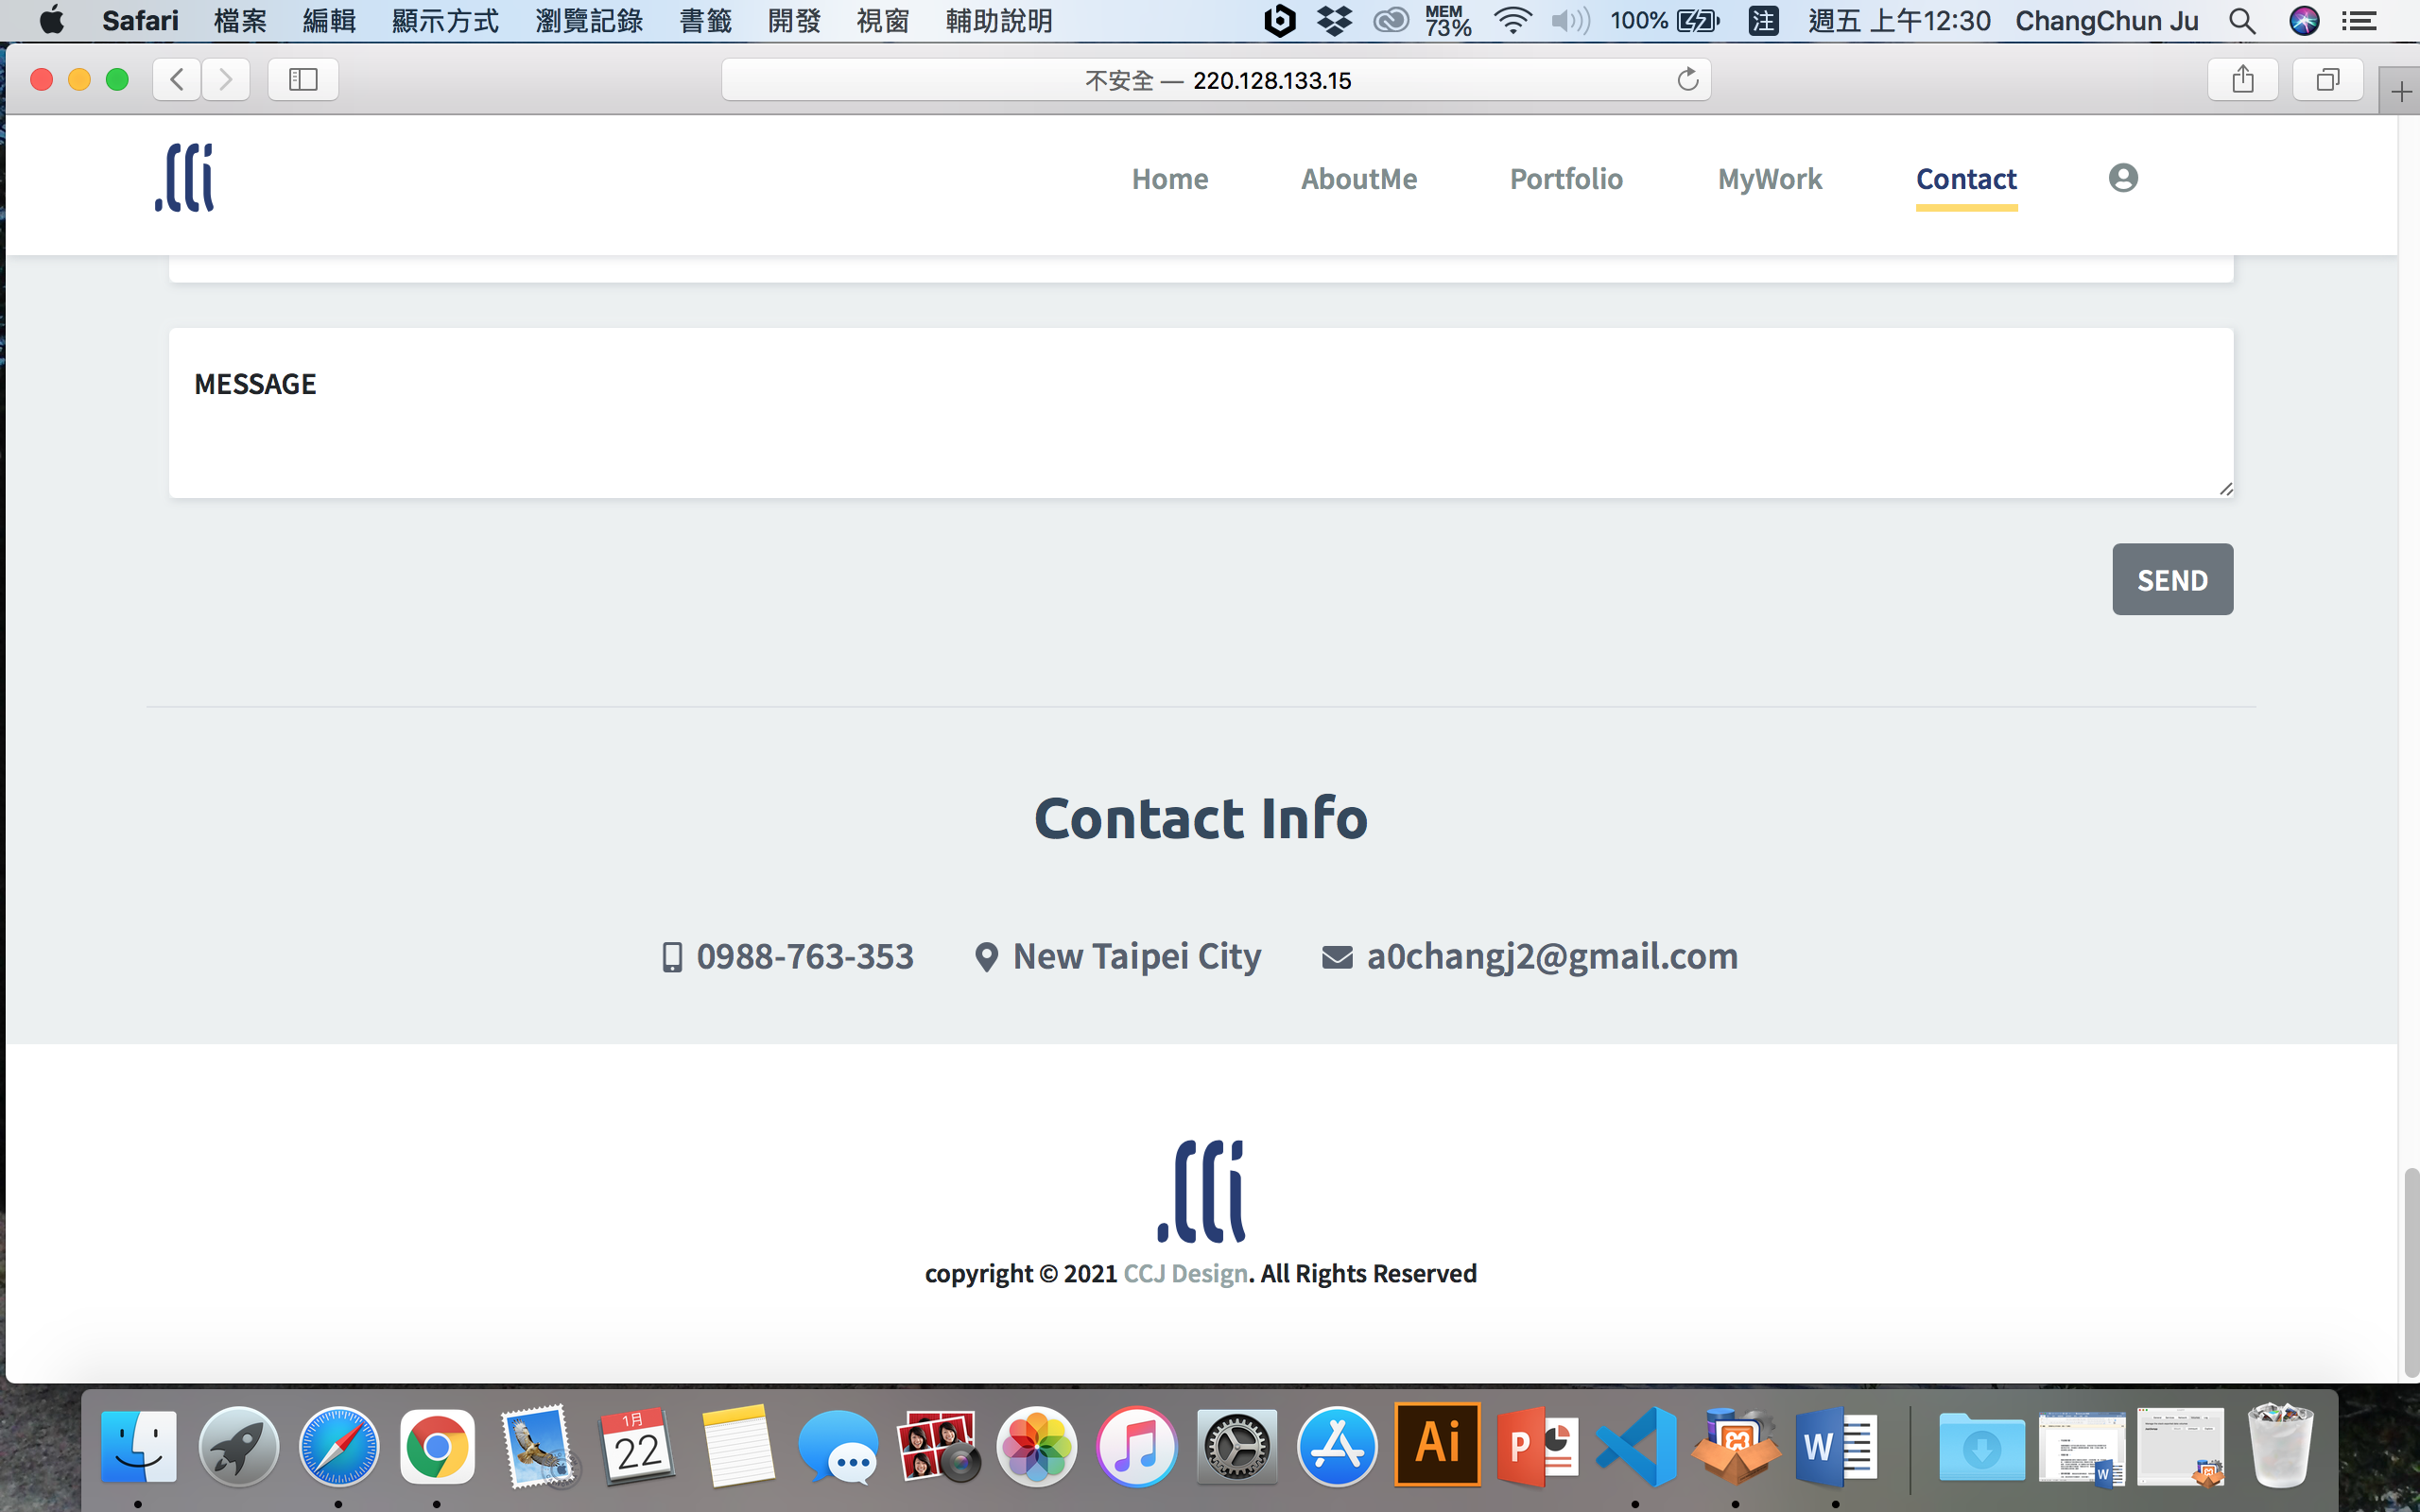 Safari 檔案 編輯 顯示方式 瀏覽記錄 書籤 開發 視窗 輔助說明 MEM 73% 100% 注 週五 上午12:30 ChangChun Ju
不安全 — 220.128.133.15
.CCj Home AboutMe Portfolio MyWork Contact
MESSAGE
SEND
Contact Info
0988-763-353 New Taipei City a0changj2@gmail.com
.CCj
copyright © 2021 CCJ Design. All Rights Reserved
1月
22
Ai
P
W
W